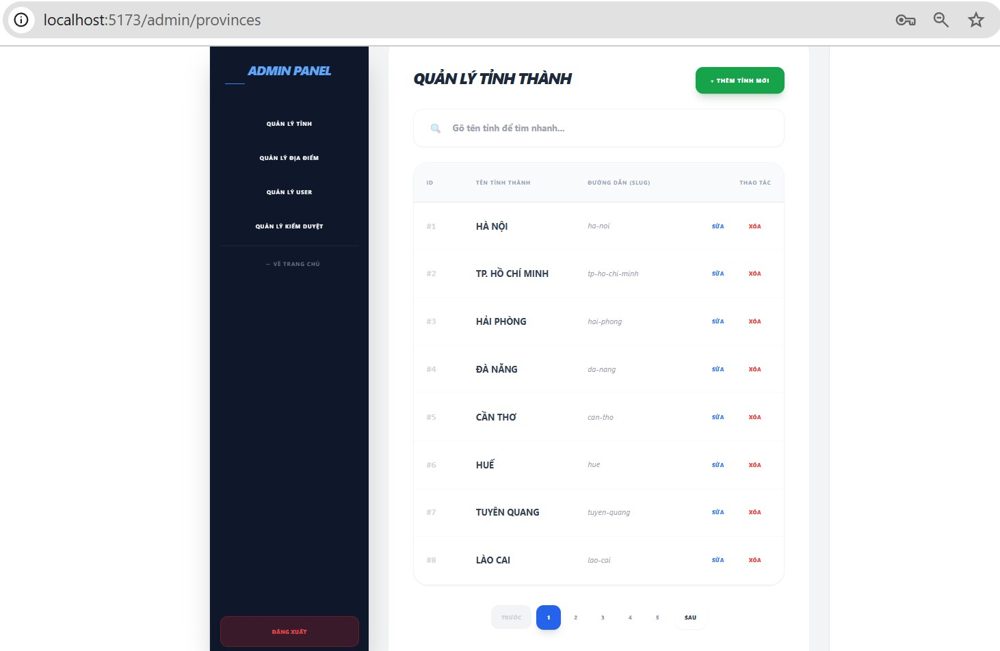 localhost:5173/admin/provinces
ADMIN PANEL
QUẢN LÝ TỈNH
QUẢN LÝ ĐỊA ĐIỂM
QUẢN LÝ USER
QUẢN LÝ KIỂM DUYỆT
← VỀ TRANG CHỦ
ĐĂNG XUẤT
QUẢN LÝ TỈNH THÀNH
+ THÊM TỈNH MỚI
Gõ tên tỉnh để tìm nhanh...
ID TÊN TỈNH THÀNH ĐƯỜNG DẪN (SLUG) THAO TÁC
#1 HÀ NỘI ha-noi SỬA XÓA
#2 TP. HỒ CHÍ MINH tp-ho-chi-minh SỬA XÓA
#3 HẢI PHÒNG hai-phong SỬA XÓA
#4 ĐÀ NẴNG da-nang SỬA XÓA
#5 CẦN THƠ can-tho SỬA XÓA
#6 HUẾ hue SỬA XÓA
#7 TUYÊN QUANG tuyen-quang SỬA XÓA
#8 LÀO CAI lao-cai SỬA XÓA
TRƯỚC 1 2 3 4 5 SAU